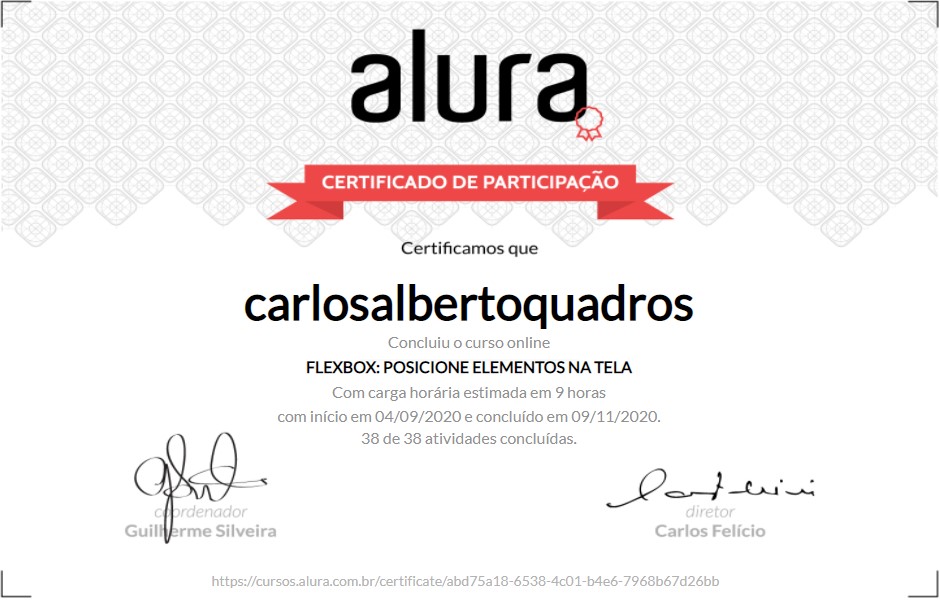 alura
CERTIFICADO DE PARTICIPAÇÃO
Certificamos que
carlosalbertoquadros
Concluiu o curso online
FLEXBOX: POSICIONE ELEMENTOS NA TELA
Com carga horária estimada em 9 horas
com início em 04/09/2020 e concluído em 09/11/2020.
38 de 38 atividades concluídas.
coordenador
Guilherme Silveira
diretor
Carlos Felício
https://cursos.alura.com.br/certificate/abd75a18-6538-4c01-b4e6-7968b67d26bb